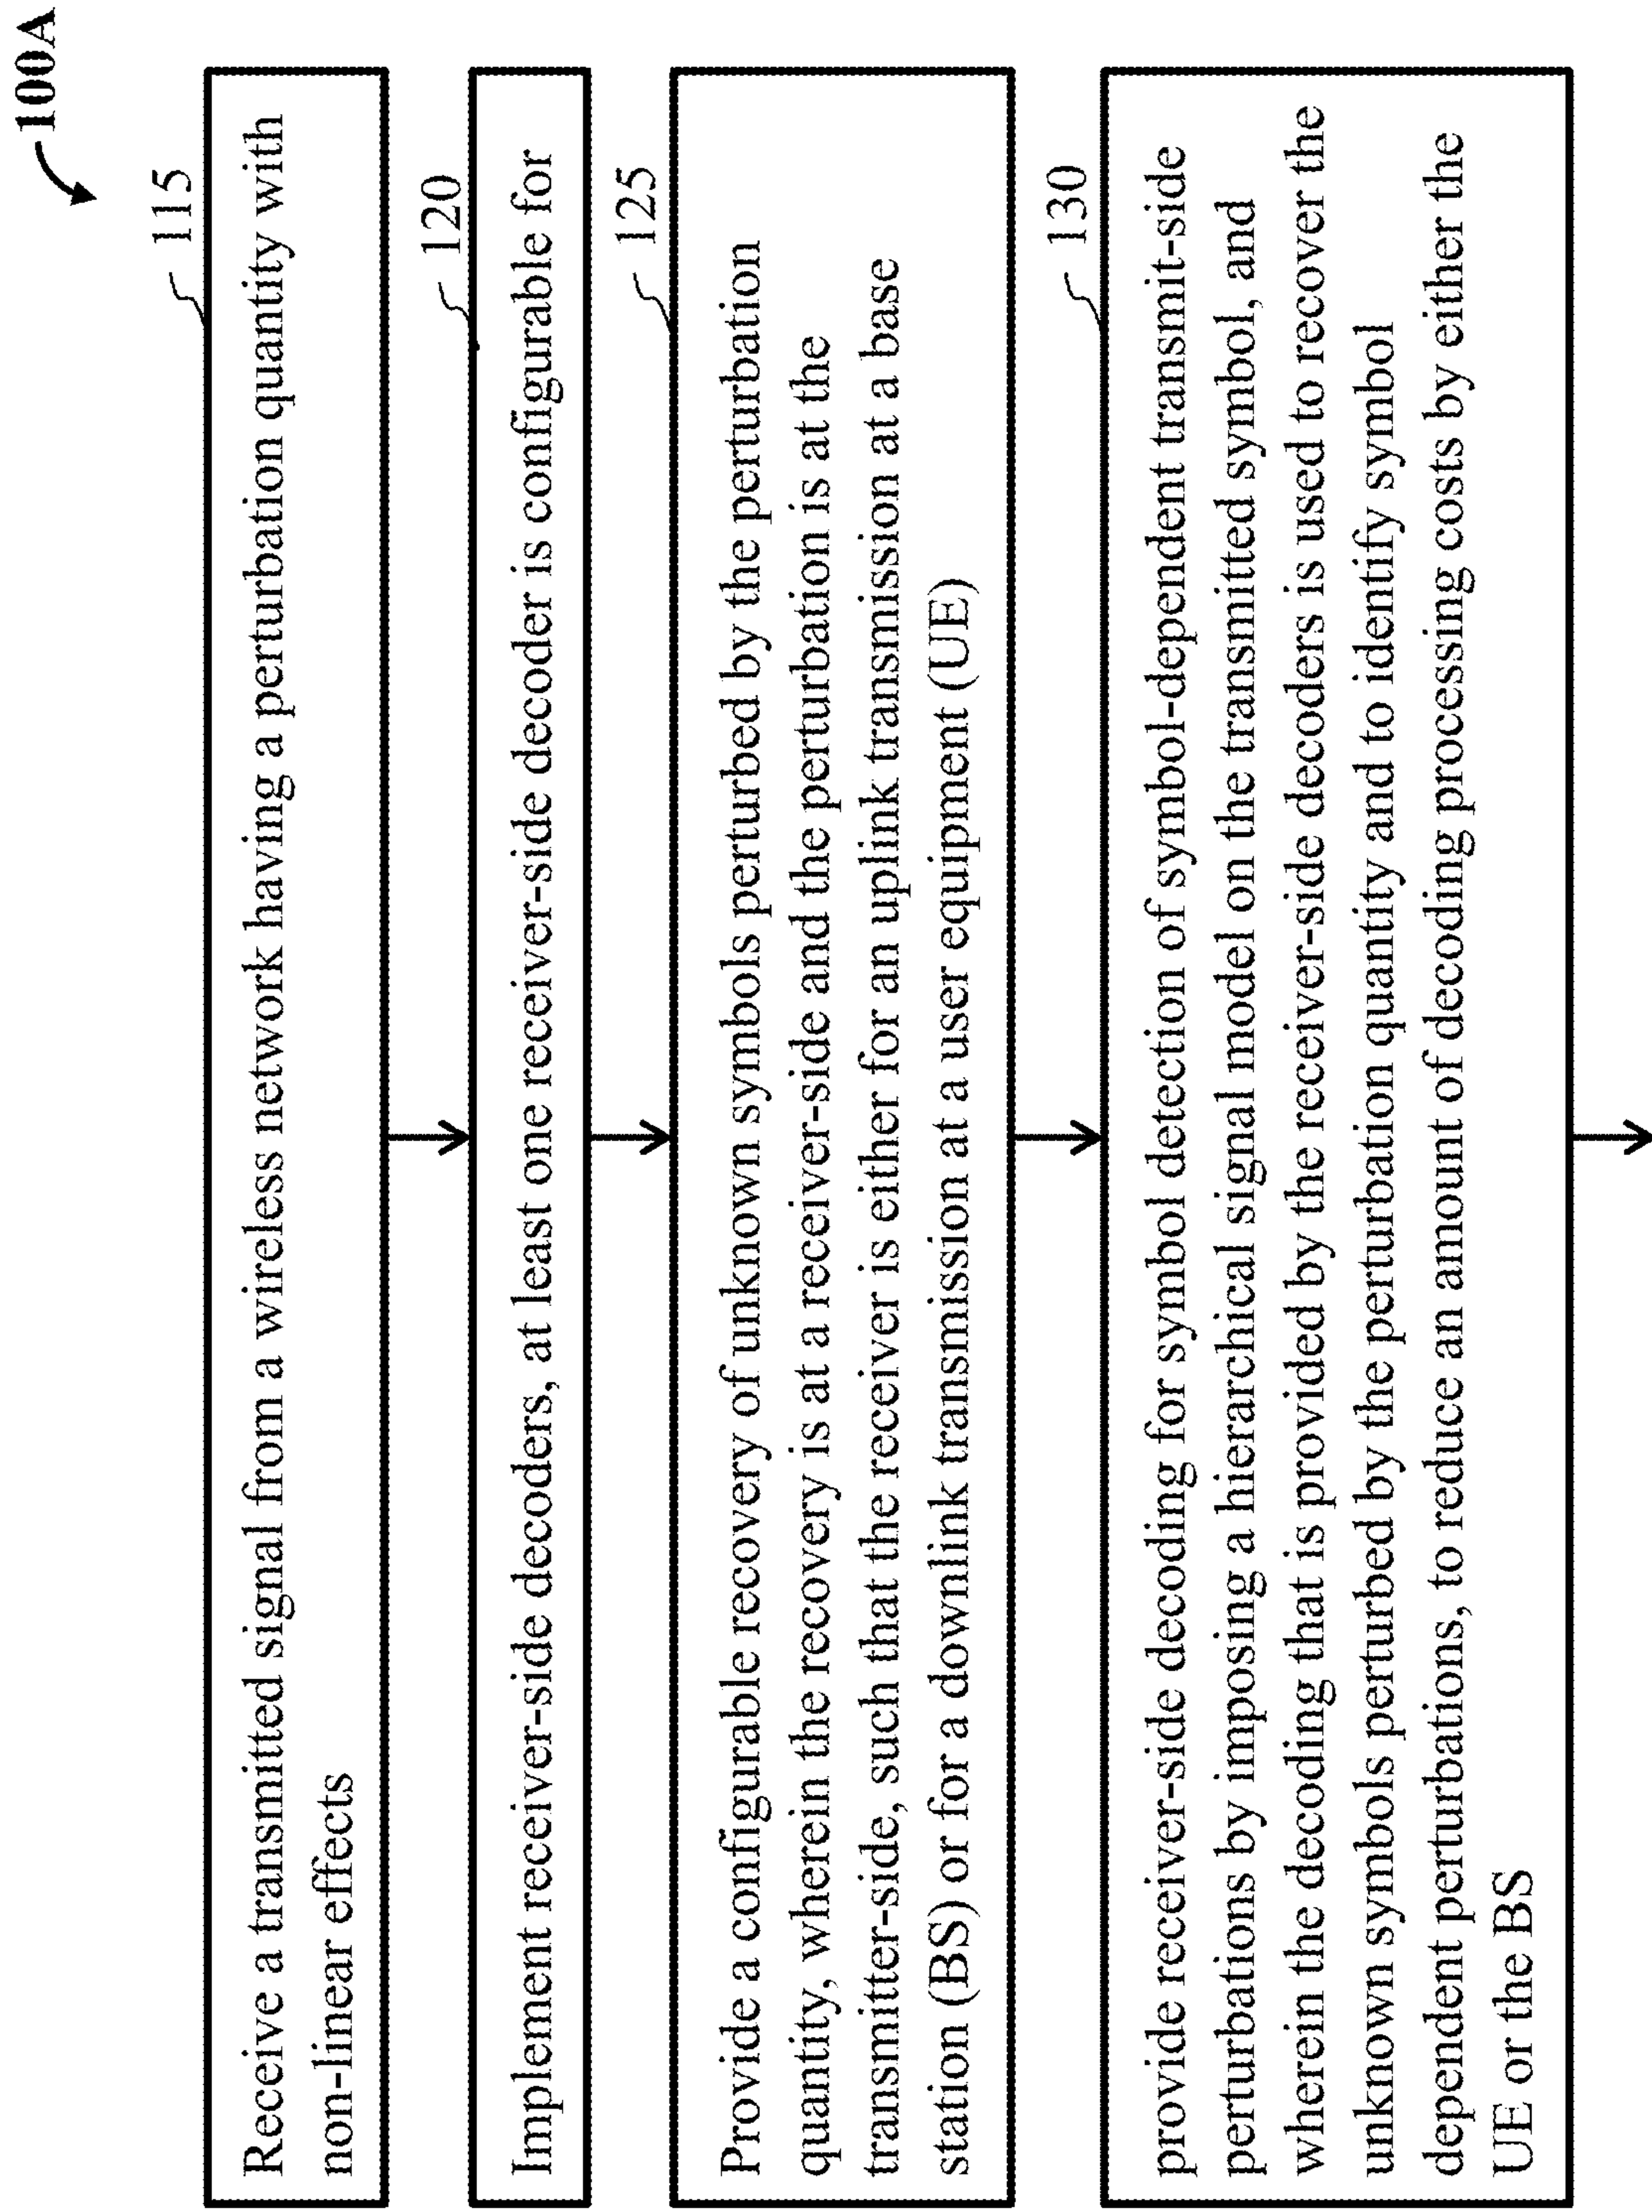 100A
115
Receive a transmitted signal from a wireless network having a perturbation quantity with
non-linear effects
120
Implement receiver-side decoders, at least one receiver-side decoder is configurable for
125
Provide a configurable recovery of unknown symbols perturbed by the perturbation
quantity, wherein the recovery is at a receiver-side and the perturbation is at the
transmitter-side, such that the receiver is either for an uplink transmission at a base
station (BS) or for a downlink transmission at a user equipment (UE)
130
provide receiver-side decoding for symbol detection of symbol-dependent transmit-side
perturbations by imposing a hierarchical signal model on the transmitted symbol, and
wherein the decoding that is provided by the receiver-side decoders is used to recover the
unknown symbols perturbed by the perturbation quantity and to identify symbol
dependent perturbations, to reduce an amount of decoding processing costs by either the
UE or the BS